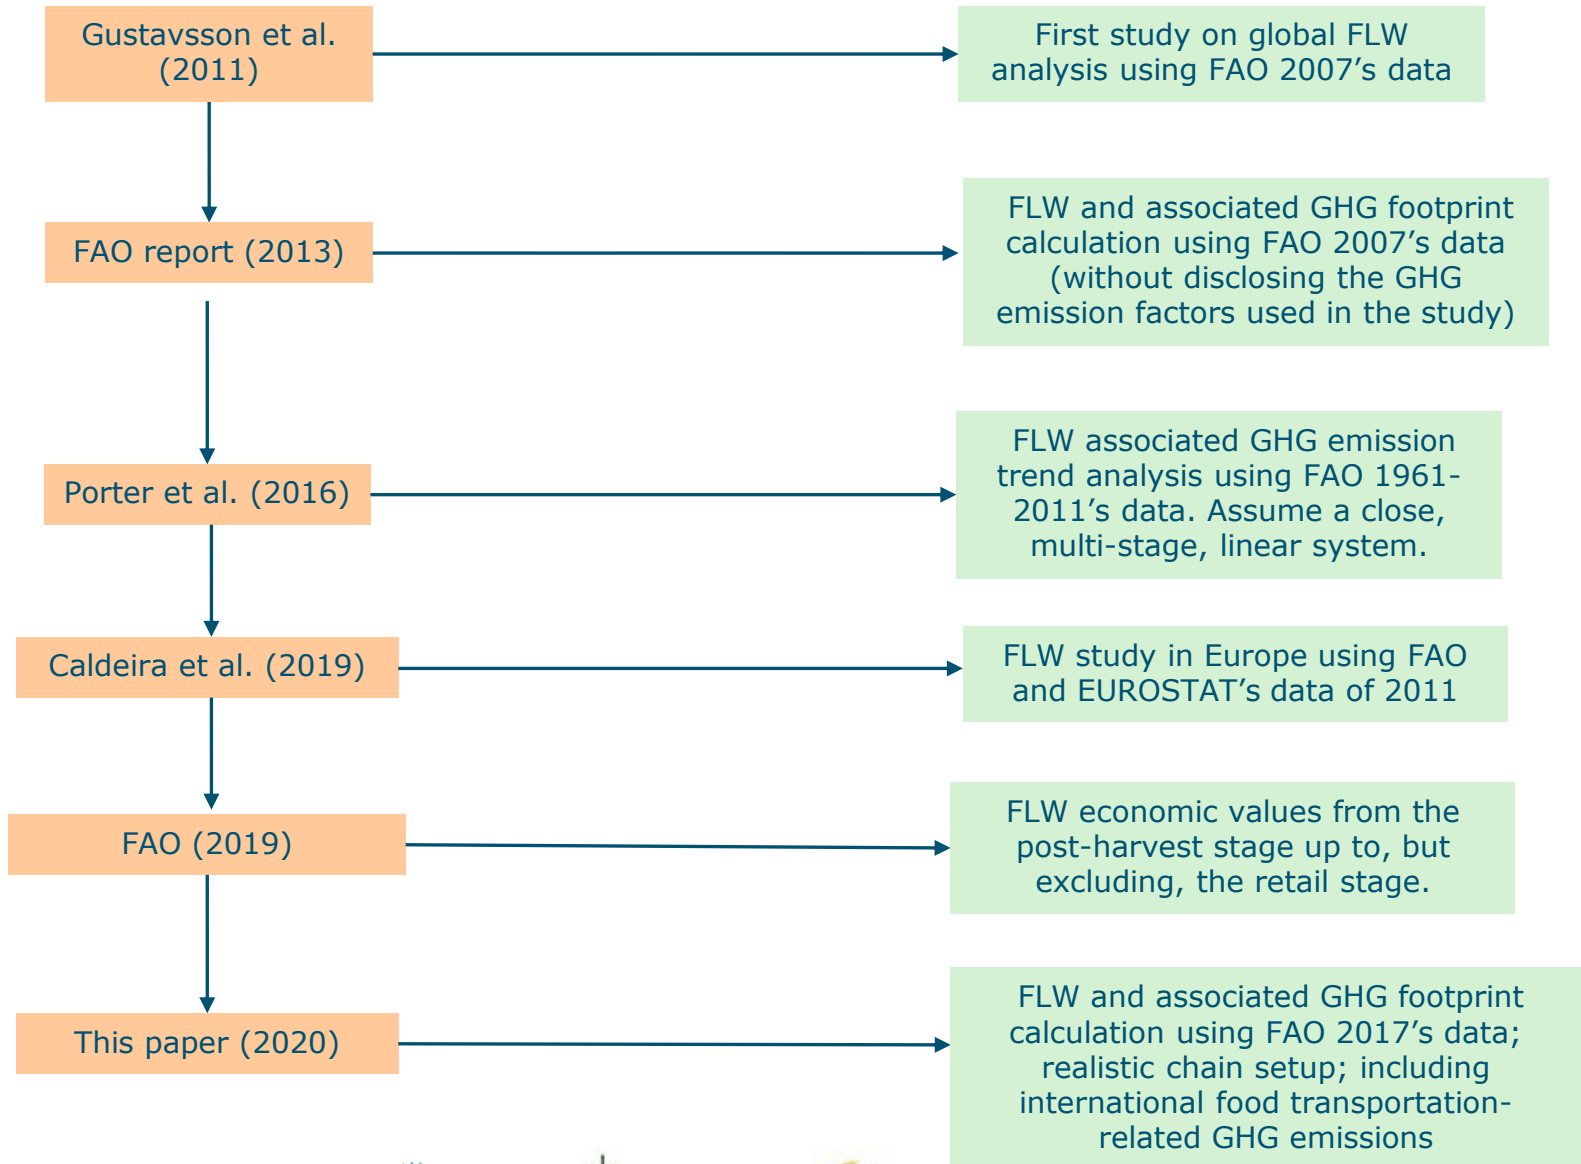 Gustavsson et al.
(2011)
First study on global FLW
analysis using FAO 2007’s data
FAO report (2013)
FLW and associated GHG footprint
calculation using FAO 2007’s data
(without disclosing the GHG
emission factors used in the study)
Porter et al. (2016)
FLW associated GHG emission
trend analysis using FAO 1961-
2011’s data. Assume a close,
multi-stage, linear system.
Caldeira et al. (2019)
FLW study in Europe using FAO
and EUROSTAT’s data of 2011
FAO (2019)
FLW economic values from the
post-harvest stage up to, but
excluding, the retail stage.
This paper (2020)
FLW and associated GHG footprint
calculation using FAO 2017’s data;
realistic chain setup; including
international food transportation-
related GHG emissions